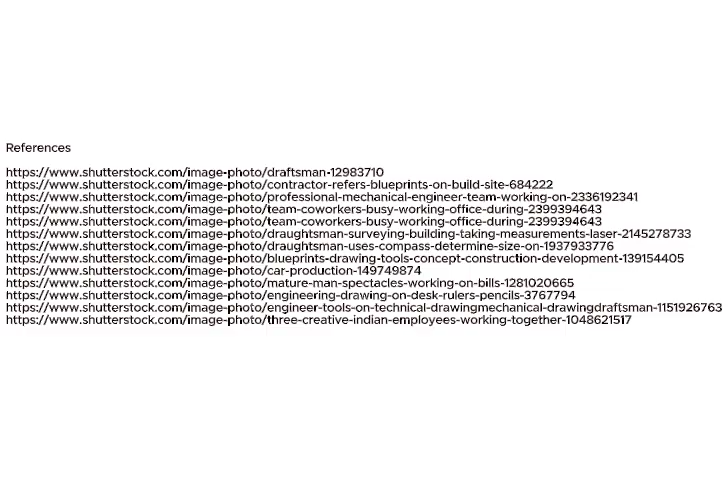 References
https://www.shutterstock.com/image-photo/draftsman-12983710
https://www.shutterstock.com/image-photo/contractor-refers-blueprints-on-build-site-684222
https://www.shutterstock.com/image-photo/professional-mechanical-engineer-team-working-on-2336192341
https://www.shutterstock.com/image-photo/team-coworkers-busy-working-office-during-2399394643
https://www.shutterstock.com/image-photo/team-coworkers-busy-working-office-during-2399394643
https://www.shutterstock.com/image-photo/draughtsman-surveying-building-taking-measurements-laser-2145278733
https://www.shutterstock.com/image-photo/draughtsman-uses-compass-determine-size-on-1937933776
https://www.shutterstock.com/image-photo/blueprints-drawing-tools-concept-construction-development-139154405
https://www.shutterstock.com/image-photo/car-production-149749874
https://www.shutterstock.com/image-photo/mature-man-spectacles-working-on-bills-1281020665
https://www.shutterstock.com/image-photo/engineering-drawing-on-desk-rulers-pencils-3767794
https://www.shutterstock.com/image-photo/engineer-tools-on-technical-drawingmechanical-drawingdraftsman-1151926763
https://www.shutterstock.com/image-photo/three-creative-indian-employees-working-together-1048621517